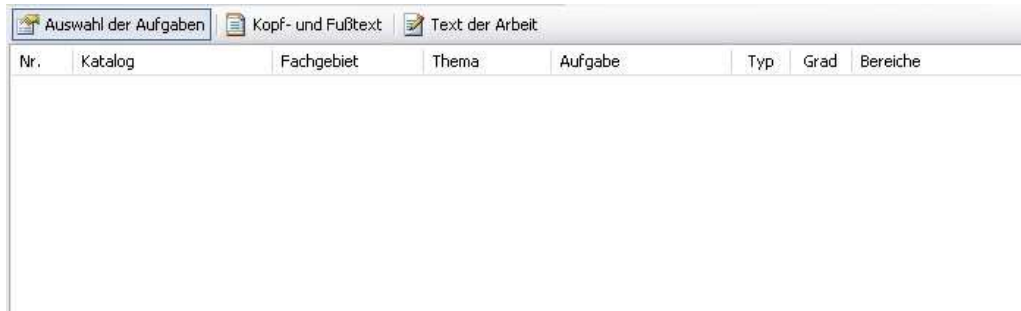 Auswahl der Aufgaben Kopf- und Fußtext Text der Arbeit
Nr. Katalog Fachgebiet Thema Aufgabe Typ Grad Bereiche